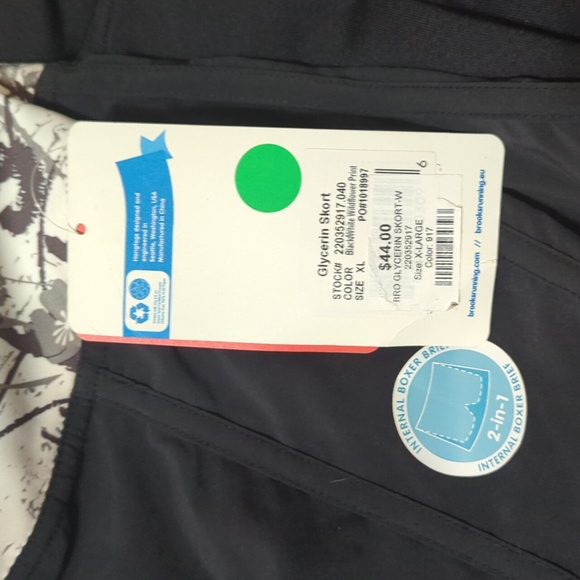 Glycerin Skort
STOCK# 220352917.040
COLOR Black/White Wildflower Print
SIZE XL PO#1018997
$44.00
BRO GLYCERIN SKORT-W
220352917
Size: X-LARGE
Color: 917
6
brooksrunning.com // brooksrunning.eu
Hangtags designed and
engineered in
Seattle, Washington, USA
Manufactured in China
INTERNAL BOXER BRIEF
2-in-1
INTERNAL BOXER BRIEF